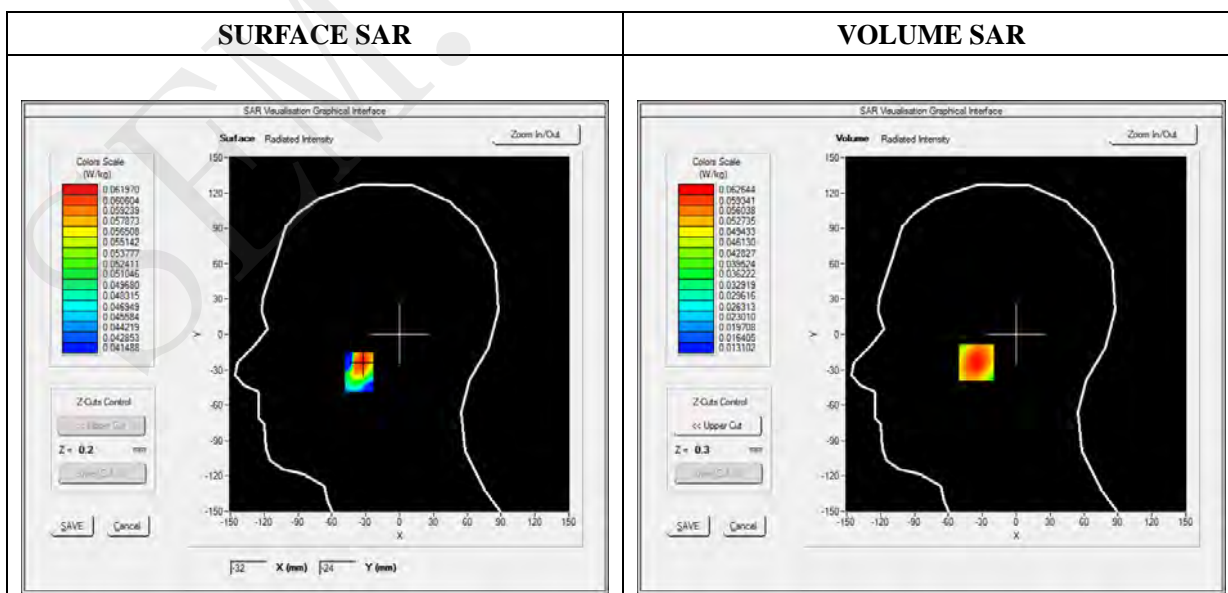 SURFACE SAR
VOLUME SAR
SEM.
SAR Visualisation Graphical Interface
Surface Radiated Intensity
Zoom In/Out
Colors Scale
(W/kg)
0.061970
0.060604
0.059239
0.057873
0.056508
0.055142
0.053777
0.052411
0.051046
0.049680
0.048315
0.046949
0.045584
0.044219
0.042853
0.041488
Z-Cuts Control
<< Upper Cut
Z = 0.2 mm
SAVE
Cancel
150
120
90
60
30
0
-30
-60
-90
-120
-150
Y
-150 -120 -90 -60 -30 0 30 60 90 120 150
X
-32 X (mm) -24 Y (mm)
SAR Visualisation Graphical Interface
Volume Radiated Intensity
Zoom In/Out
Colors Scale
(W/kg)
0.062644
0.059341
0.056038
0.052735
0.049433
0.046130
0.042827
0.039524
0.036222
0.032919
0.029616
0.026313
0.023010
0.019708
0.016405
0.013102
Z-Cuts Control
<< Upper Cut
Z = 0.3 mm
SAVE
Cancel
150
120
90
60
30
0
-30
-60
-90
-120
-150
Y
-150 -120 -90 -60 -30 0 30 60 90 120 150
X